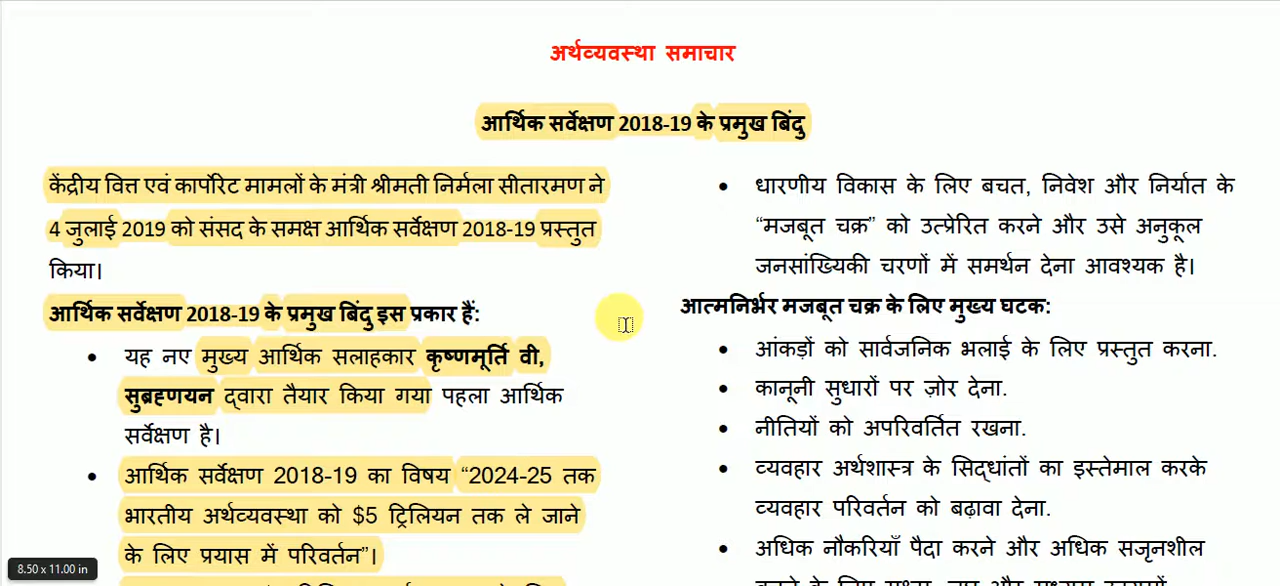 अर्थव्यवस्था समाचार
आर्थिक सर्वेक्षण 2018-19 के प्रमुख बिंदु
केंद्रीय वित्त एवं कार्पोरेट मामलों के मंत्री श्रीमती निर्मला सीतारमण ने
4 जुलाई 2019 को संसद के समक्ष आर्थिक सर्वेक्षण 2018-19 प्रस्तुत
किया।
आर्थिक सर्वेक्षण 2018-19 के प्रमुख बिंदु इस प्रकार हैं:
• यह नए मुख्य आर्थिक सलाहकार कृष्णमूर्ति वी,
सुब्रह्णयन द्वारा तैयार किया गया पहला आर्थिक
सर्वेक्षण है।
• आर्थिक सर्वेक्षण 2018-19 का विषय “2024-25 तक
भारतीय अर्थव्यवस्था को $5 ट्रिलियन तक ले जाने
के लिए प्रयास में परिवर्तन”।
• धारणीय विकास के लिए बचत, निवेश और निर्यात के
“मजबूत चक्र” को उत्प्रेरित करने और उसे अनुकूल
जनसांख्यिकी चरणों में समर्थन देना आवश्यक है।
आत्मनिर्भर मजबूत चक्र के लिए मुख्य घटक:
• आंकड़ों को सार्वजनिक भलाई के लिए प्रस्तुत करना.
• कानूनी सुधारों पर ज़ोर देना.
• नीतियों को अपरिवर्तित रखना.
• व्यवहार अर्थशास्त्र के सिद्धांतों का इस्तेमाल करके
व्यवहार परिवर्तन को बढ़ावा देना.
• अधिक नौकरियाँ पैदा करने और अधिक सजृनशील
8.50 x 11.00 in